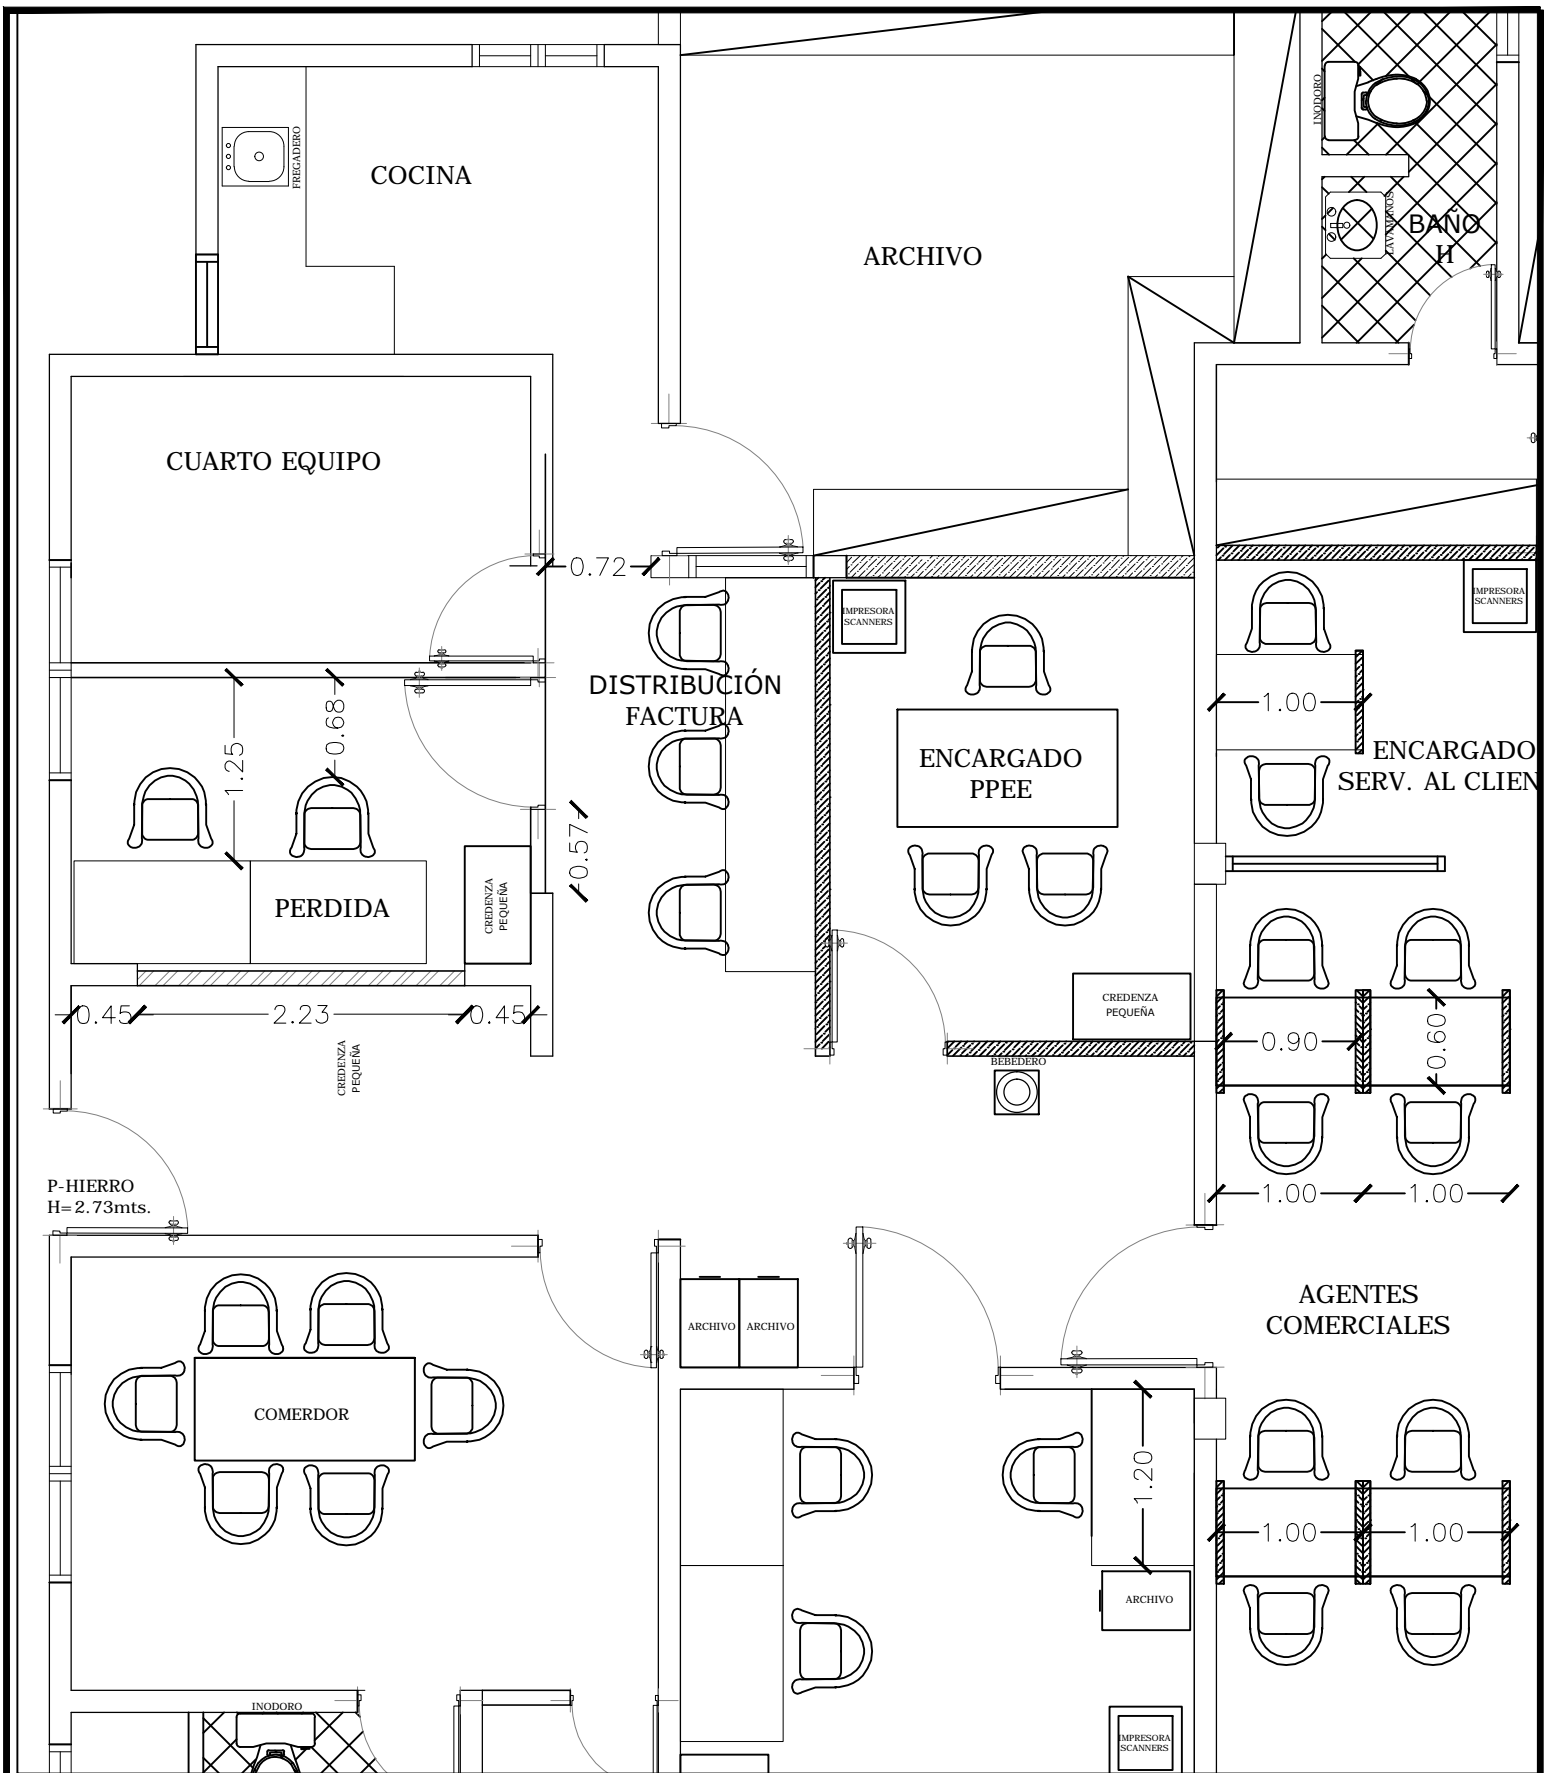 INODORO
FREGADERO
COCINA
LAVAMANOS
BAÑO
H
ARCHIVO
CUARTO EQUIPO
0.72
IMPRESORA
SCANNERS
IMPRESORA
SCANNERS
DISTRIBUCIÓN
FACTURA
1.25
0.68
1.00
ENCARGADO
PPEE
ENCARGADO
SERV. AL CLIEN
0.57
PERDIDA
CREDENZA
PEQUEÑA
CREDENZA
PEQUEÑA
0.45
2.23
0.45
0.90
0.60
CREDENZA
PEQUEÑA
BEBEDERO
P-HIERRO
H=2.73mts.
1.00
1.00
ARCHIVO
ARCHIVO
AGENTES
COMERCIALES
COMERDOR
1.20
1.00
1.00
ARCHIVO
INODORO
IMPRESORA
SCANNERS